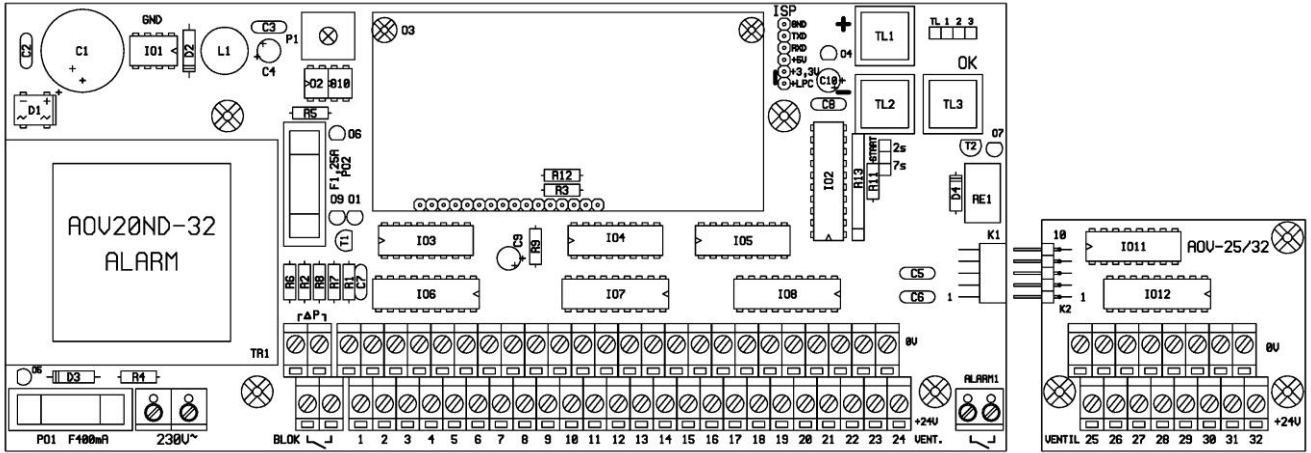 GND
ISP
C2
C1
IO1
D2
L1
C3
C4
P1
O3
GND
TXD
RXD
+5V
+3,3V
+LPC
+
-
O4
C10
TL1
TL 1 2 3
OK
D1
O2
810
R5
C8
TL2
TL3
O6
F1,25A
PO2
IO2
R13
START
2s
7s
R11
T2
O7
R12
R3
D4
RE1
AOV20ND-32
ALARM
O9 O1
T1
IO3
C9
R9
IO4
IO5
K1
10
IO11
AOV-25/32
R6
R2
R8
R7
R1
C7
IO6
IO7
IO8
C5
C6
1
1
K2
IO12
ΔP
TR1
0V
0V
O5
D3
R4
ALARM1
PO1 F400mA
230V~
BLOK
1 2 3 4 5 6 7 8 9 10 11 12 13 14 15 16 17 18 19 20 21 22 23 24
+24V
VENT.
VENTIL 25 26 27 28 29 30 31 32
+24V